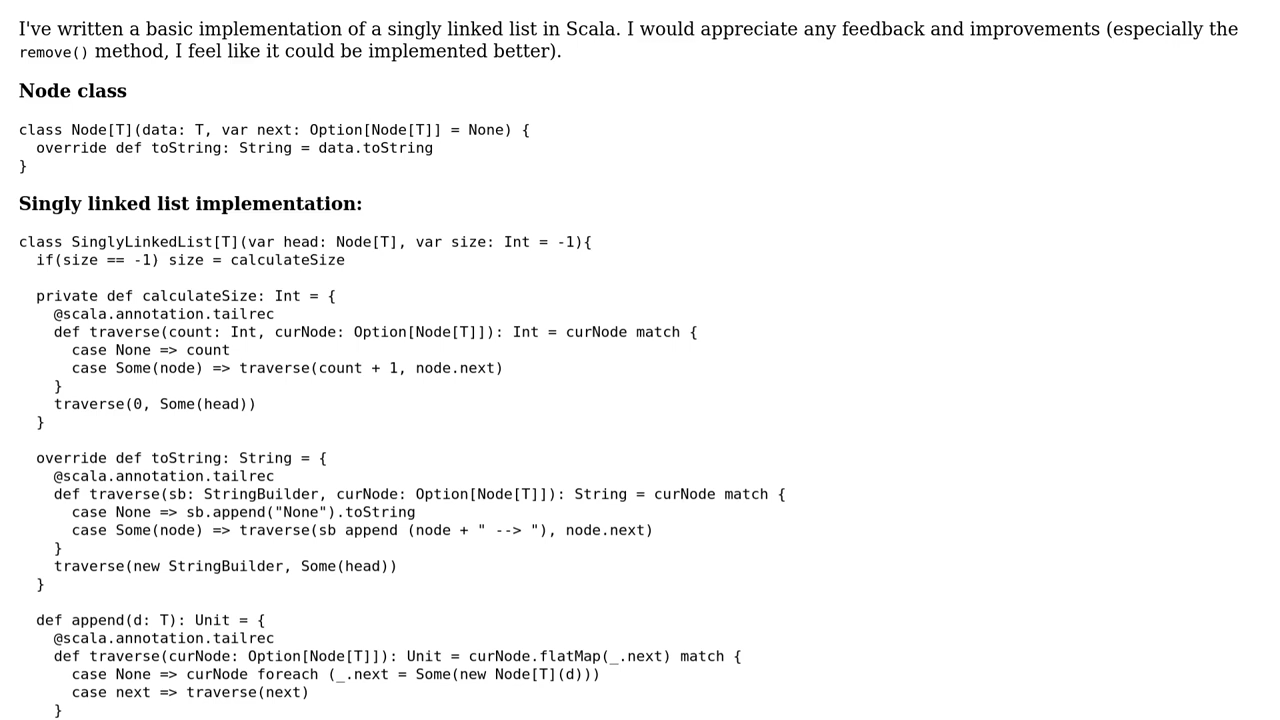 I've written a basic implementation of a singly linked list in Scala. I would appreciate any feedback and improvements (especially the
remove() method, I feel like it could be implemented better).
Node class
class Node[T](data: T, var next: Option[Node[T]] = None) {
  override def toString: String = data.toString
}
Singly linked list implementation:
class SinglyLinkedList[T](var head: Node[T], var size: Int = -1){
  if(size == -1) size = calculateSize
  private def calculateSize: Int = {
    @scala.annotation.tailrec
    def traverse(count: Int, curNode: Option[Node[T]]): Int = curNode match {
      case None => count
      case Some(node) => traverse(count + 1, node.next)
    }
    traverse(0, Some(head))
  }
  override def toString: String = {
    @scala.annotation.tailrec
    def traverse(sb: StringBuilder, curNode: Option[Node[T]]): String = curNode match {
      case None => sb.append("None").toString
      case Some(node) => traverse(sb append (node + " --> "), node.next)
    }
    traverse(new StringBuilder, Some(head))
  }
  def append(d: T): Unit = {
    @scala.annotation.tailrec
    def traverse(curNode: Option[Node[T]]): Unit = curNode.flatMap(_.next) match {
      case None => curNode foreach (_.next = Some(new Node[T](d)))
      case next => traverse(next)
    }